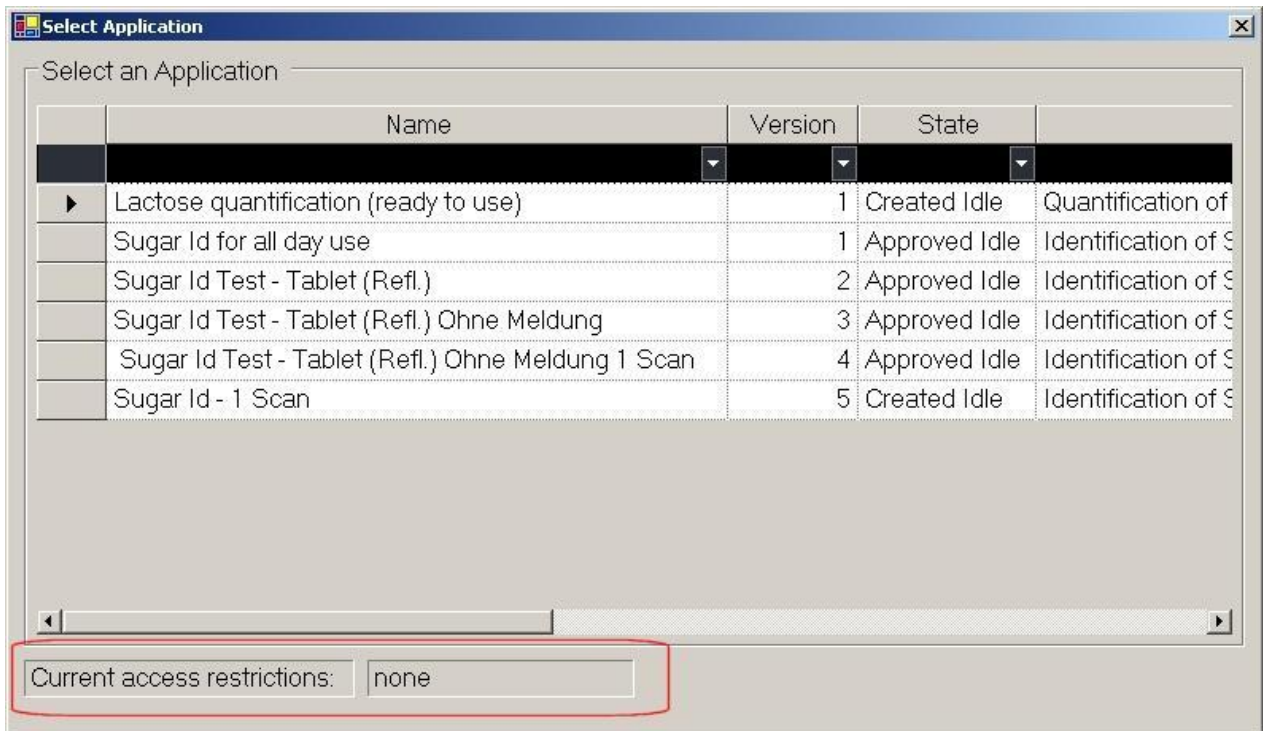 Select Application
Select an Application
Name Version State
Lactose quantification (ready to use) 1 Created Idle Quantification of
Sugar Id for all day use 1 Approved Idle Identification of S
Sugar Id Test - Tablet (Refl.) 2 Approved Idle Identification of S
Sugar Id Test - Tablet (Refl.) Ohne Meldung 3 Approved Idle Identification of S
Sugar Id Test - Tablet (Refl.) Ohne Meldung 1 Scan 4 Approved Idle Identification of S
Sugar Id - 1 Scan 5 Created Idle Identification of S
Current access restrictions: none